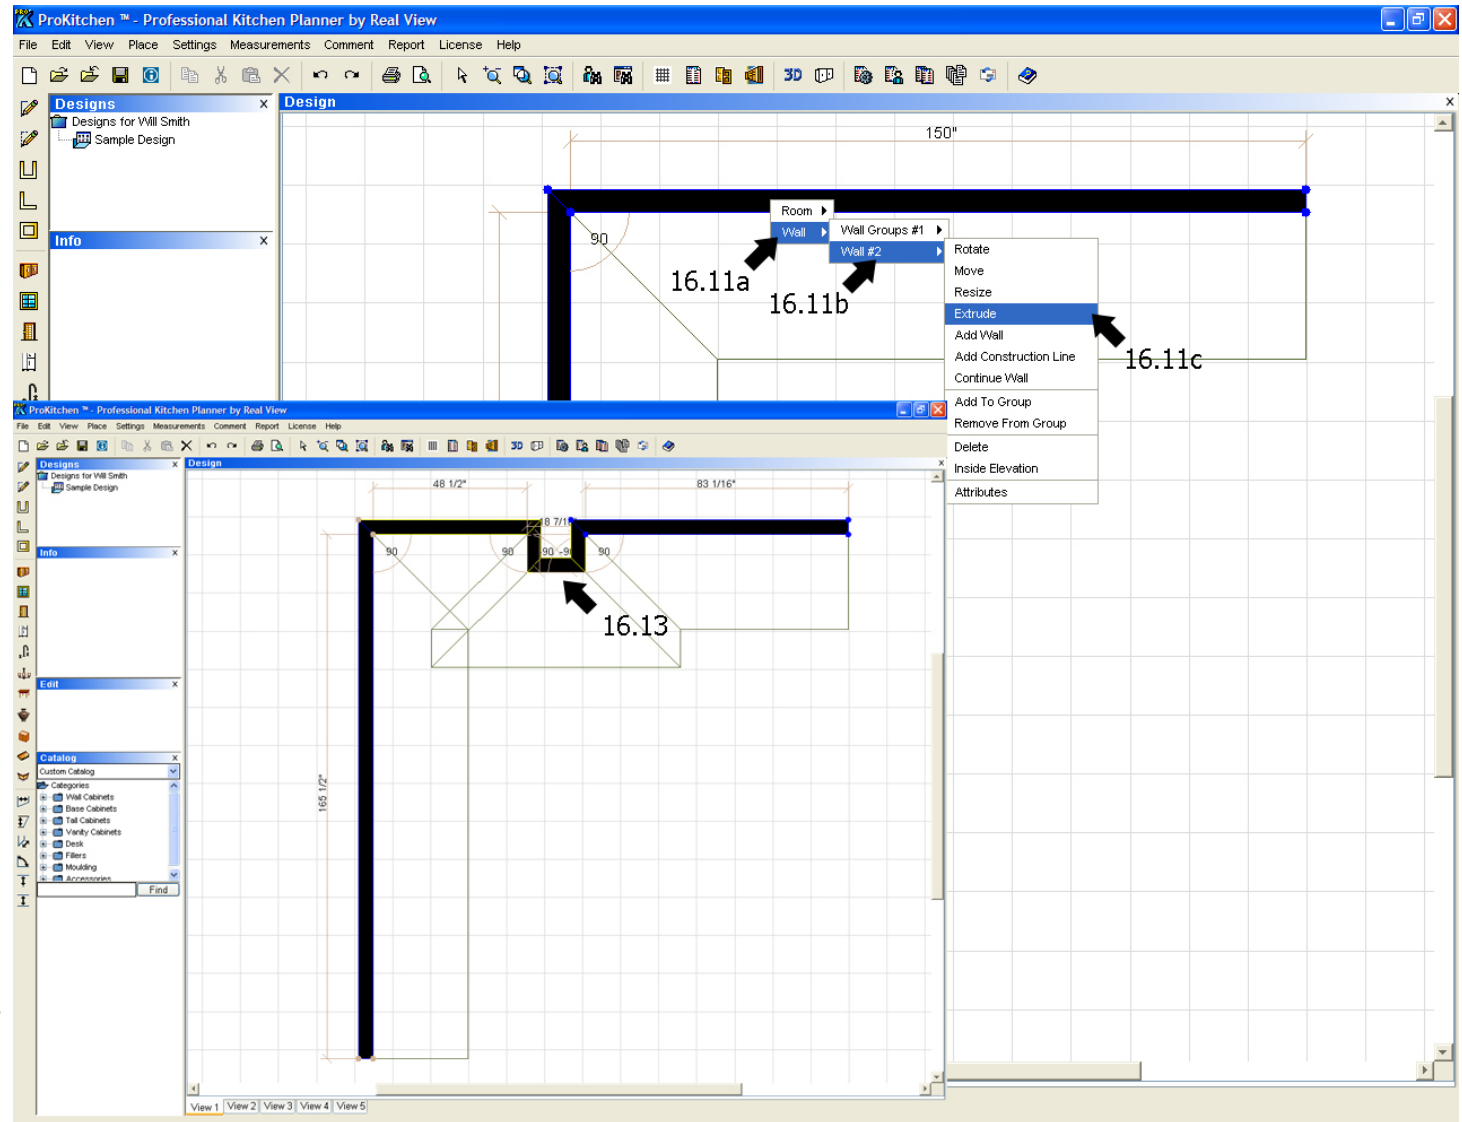 ProKitchen ™ - Professional Kitchen Planner by Real View
File Edit View Place Settings Measurements Comment Report License Help
3D
Designs x
Design x
Designs for Will Smith
Sample Design
Info x
150"
90
Room
Wall
Wall Groups #1
Wall #2
Rotate
Move
Resize
Extrude
Add Wall
Add Construction Line
Continue Wall
Add To Group
Remove From Group
Delete
Inside Elevation
Attributes
16.11a
16.11b
16.11c
ProKitchen ™ - Professional Kitchen Planner by Real View
File Edit View Place Settings Measurements Comment Report License Help
3D
Designs x
Design x
Designs for Will Smith
Sample Design
Info x
Edit x
Catalog x
Custom Catalog
Categories
Wall Cabinets
Base Cabinets
Tall Cabinets
Vanity Cabinets
Desk
Fillers
Moulding
Accessories
Find
48 1/2"
83 1/16"
90
90
90
90
165 1/2"
16.13
View 1 View 2 View 3 View 4 View 5